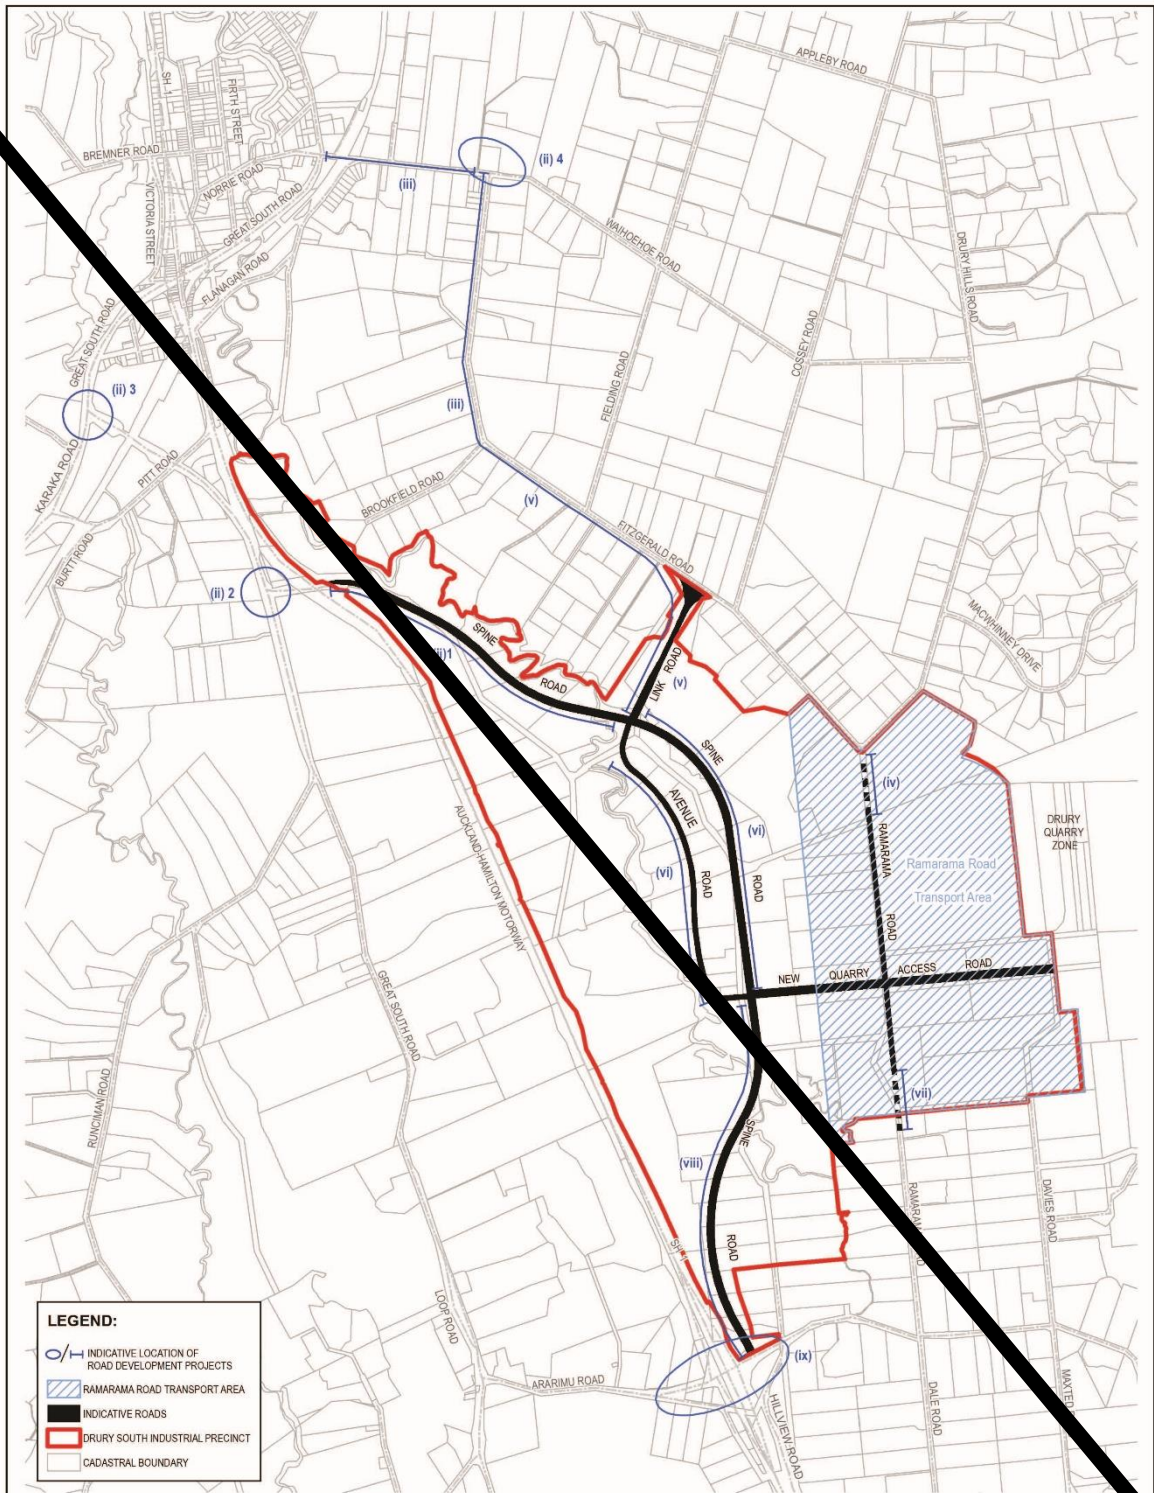 APPLEBY ROAD
SH 1
FIRTH STREET
BREMNER ROAD
NORRIE ROAD
VICTORIA STREET
GREAT SOUTH ROAD
FLANAGAN ROAD
(ii) 4
(iii)
WAIHOEHOE ROAD
DRURY HILLS ROAD
GREAT SOUTH ROAD
COSSEY ROAD
FIELDING ROAD
(ii) 3
(iii)
KARAKA ROAD
PITT ROAD
BROOKFIELD ROAD
(v)
FITZGERALD ROAD
BURTT ROAD
(ii) 2
MACWHINNEY DRIVE
SPINE
ROAD
LINK ROAD
(v)
SPINE
(iv)
AVENUE
(vi)
RAMARAMA
DRURY
QUARRY
ZONE
AUCKLAND-HAMILTON MOTORWAY
(vi)
ROAD
ROAD
Ramarama Road
Transport Area
ROAD
NEW QUARRY ACCESS ROAD
GREAT SOUTH ROAD
RUNCIMAN ROAD
(vii)
SPINE
(viii)
DAVIES ROAD
ROAD
LOOP ROAD
(ix)
ARARIMU ROAD
HILLVIEW ROAD
DALE ROAD
MAXTED
LEGEND:
INDICATIVE LOCATION OF
ROAD DEVELOPMENT PROJECTS
RAMARAMA ROAD TRANSPORT AREA
INDICATIVE ROADS
DRURY SOUTH INDUSTRIAL PRECINCT
CADASTRAL BOUNDARY